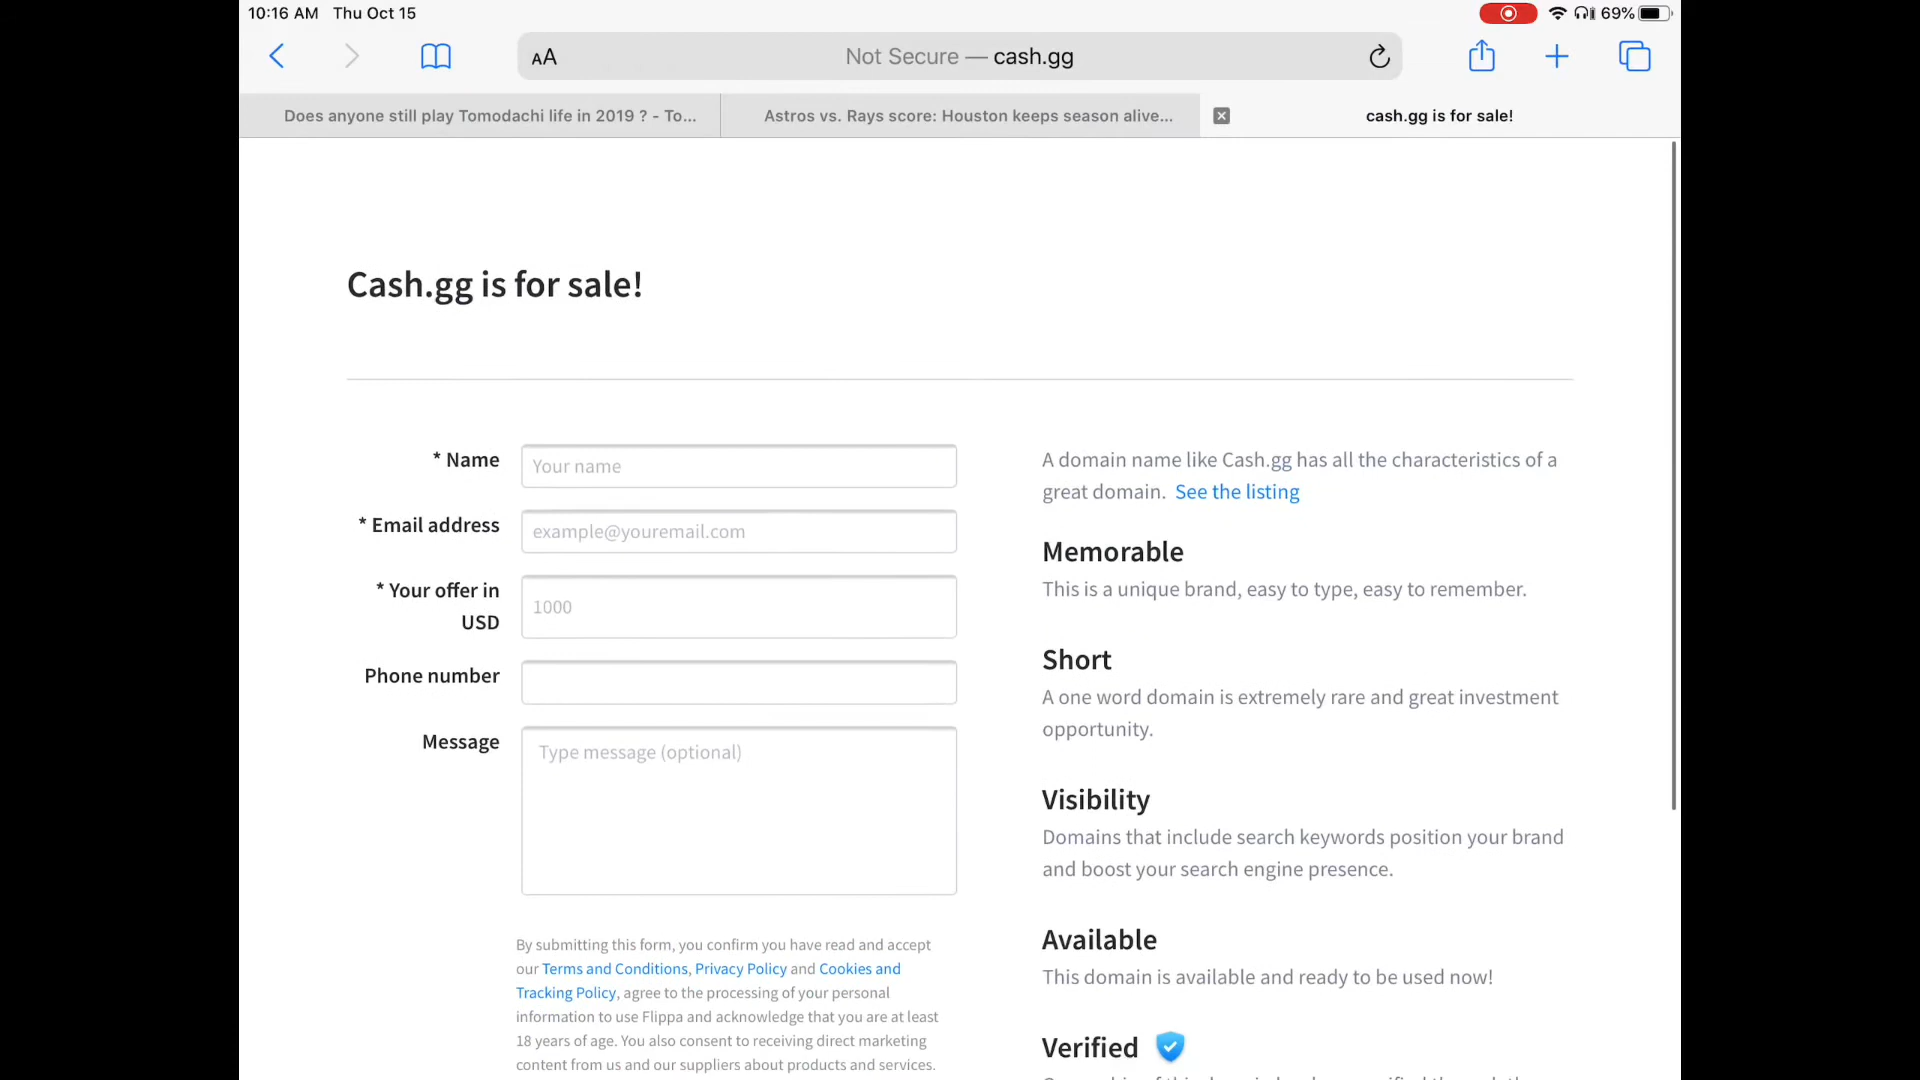 10:16 AM Thu Oct 15
69%
AA
Not Secure — cash.gg
Does anyone still play Tomodachi life in 2019 ? - To...
Astros vs. Rays score: Houston keeps season alive...
cash.gg is for sale!
Cash.gg is for sale!
* Name
Your name
* Email address
example@youremail.com
* Your offer in
USD
1000
Phone number
Message
Type message (optional)
By submitting this form, you confirm you have read and accept
our Terms and Conditions, Privacy Policy and Cookies and
Tracking Policy, agree to the processing of your personal
information to use Flippa and acknowledge that you are at least
18 years of age. You also consent to receiving direct marketing
content from us and our suppliers about products and services.
A domain name like Cash.gg has all the characteristics of a
great domain. See the listing
Memorable
This is a unique brand, easy to type, easy to remember.
Short
A one word domain is extremely rare and great investment
opportunity.
Visibility
Domains that include search keywords position your brand
and boost your search engine presence.
Available
This domain is available and ready to be used now!
Verified